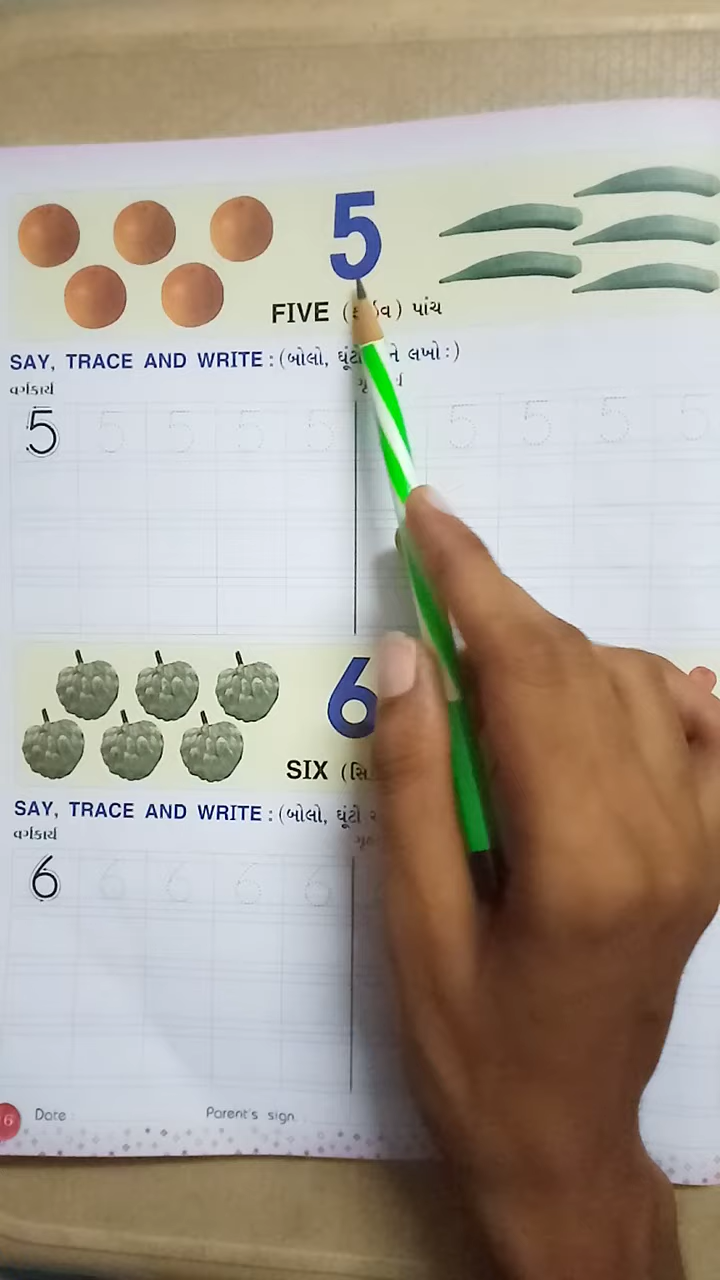 5
FIVE પાંચ
SAY, TRACE AND WRITE : (બોલો, લખો :)
વર્ગકાર્ય
5 5 5 5 5 5 5 5 5
6
SIX
SAY, TRACE AND WRITE : (બોલો, ઘૂંટો
વર્ગકાર્ય
6 6 6 6 6
6 Date Parent's sign.